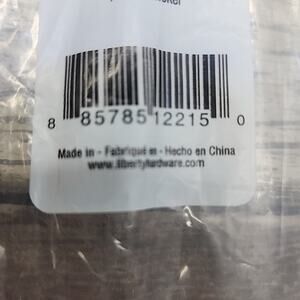 8 85785 12215 0
Made in - Fabriqué en - Hecho en China
www.libertyhardware.com